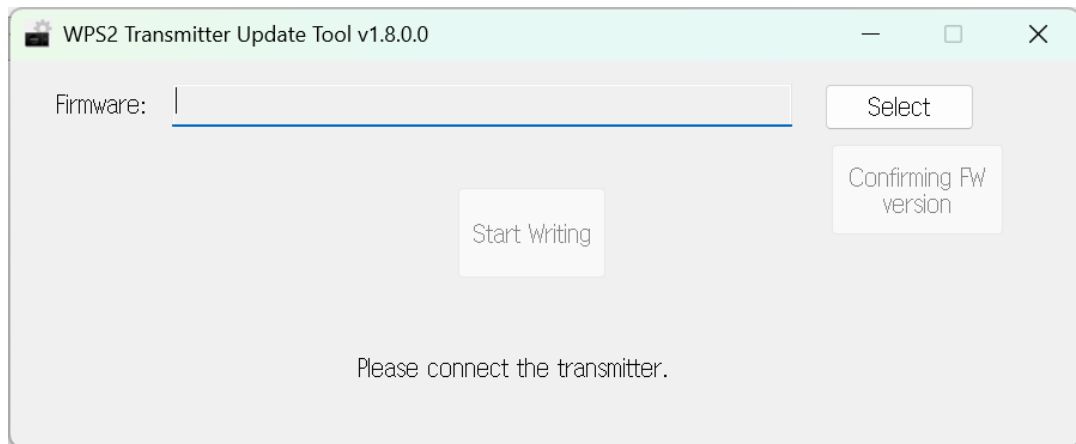 WPS2 Transmitter Update Tool v1.8.0.0
Firmware:
Select
Confirming FW
version
Start Writing
Please connect the transmitter.